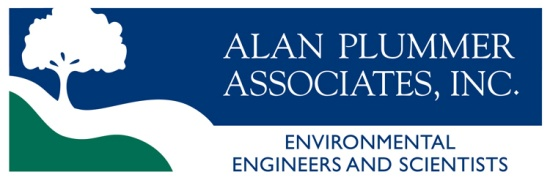 ALAN PLUMMER
ASSOCIATES, INC.
ENVIRONMENTAL
ENGINEERS AND SCIENTISTS